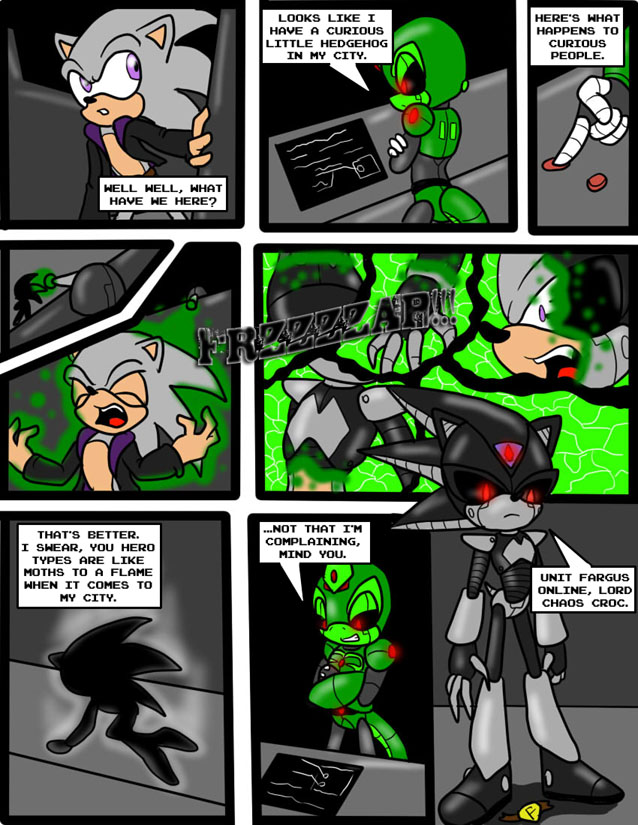 WELL WELL, WHAT
HAVE WE HERE?
LOOKS LIKE I
HAVE A CURIOUS
LITTLE HEDGEHOG
IN MY CITY.
HERE'S WHAT
HAPPENS TO
CURIOUS
PEOPLE.
FRZZZZZAR!!!
THAT'S BETTER.
I SWEAR, YOU HERO
TYPES ARE LIKE
MOTHS TO A FLAME
WHEN IT COMES TO
MY CITY.
...NOT THAT I'M
COMPLAINING,
MIND YOU.
UNIT FARGUS
ONLINE, LORD
CHAOS CROC.
F